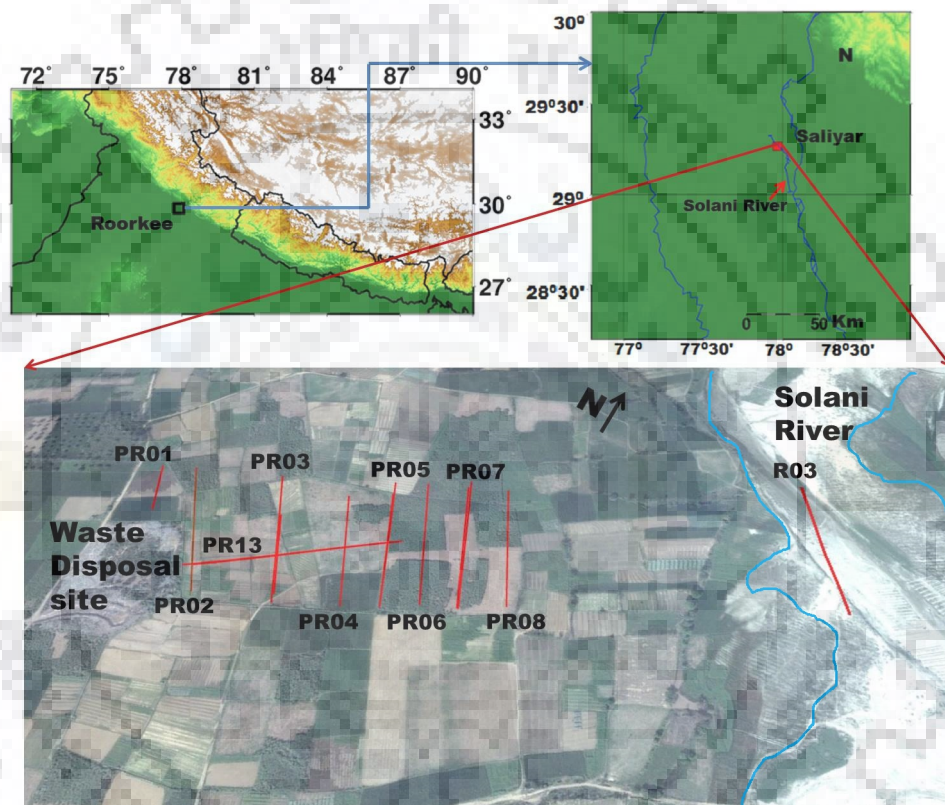 72° 75° 78° 81° 84° 87° 90°
33°
30°
27°
Roorkee
30°
29°30'
29°
28°30'
N
Saliyar
Solani River
0 50 Km
77° 77°30' 78° 78°30'
N
Solani
River
R03
PR01
PR03
PR05
PR07
Waste
Disposal
site
PR13
PR02
PR04
PR06
PR08